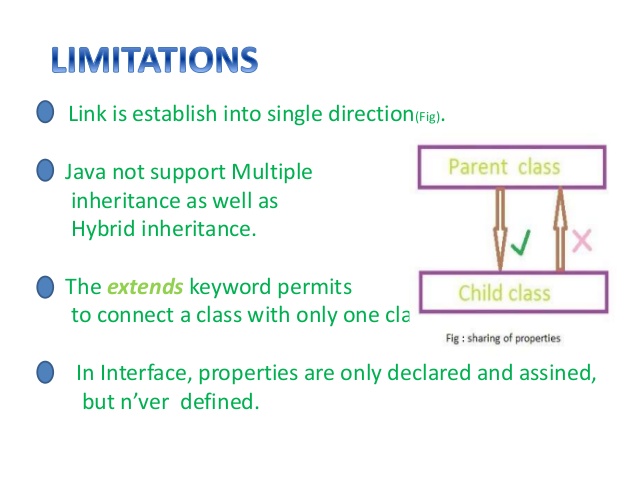 LIMITATIONS
Link is establish into single direction(Fig).
Java not support Multiple
inheritance as well as
Hybrid inheritance.
The extends keyword permits
to connect a class with only one cla
In Interface, properties are only declared and assined,
but n’ver defined.
Parent class
Child class
Fig : sharing of properties